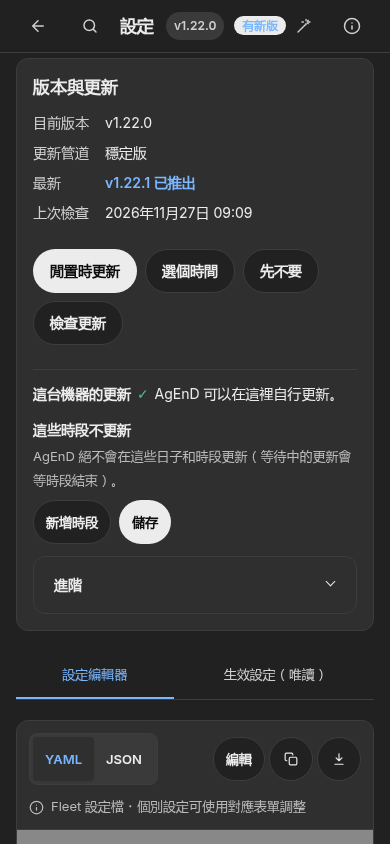 設定 v1.22.0 有新版
版本與更新
目前版本 v1.22.0
更新管道 穩定版
最新 v1.22.1 已推出
上次檢查 2026年11月27日 09:09
閒置時更新 選個時間 先不要
檢查更新
這台機器的更新 ✓ AgEnD 可以在這裡自行更新。
這些時段不更新
AgEnD 絕不會在這些日子和時段更新（等待中的更新會
等時段結束）。
新增時段 儲存
進階
設定編輯器 生效設定（唯讀）
YAML JSON 編輯
Fleet 設定檔・個別設定可使用對應表單調整